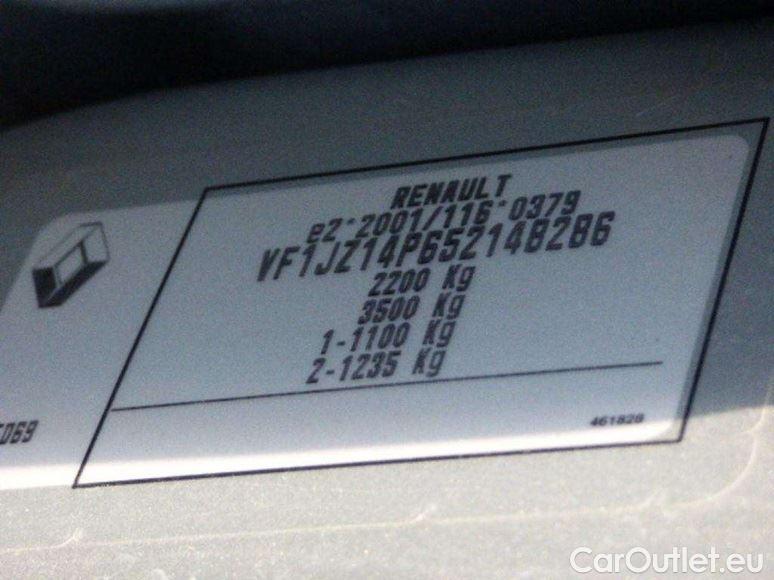 RENAULT
e2*2001/116*0379
VF1JZ14P652148286
2200 Kg
3500 Kg
1-1100 Kg
2-1235 Kg
461828
CarOutlet.eu